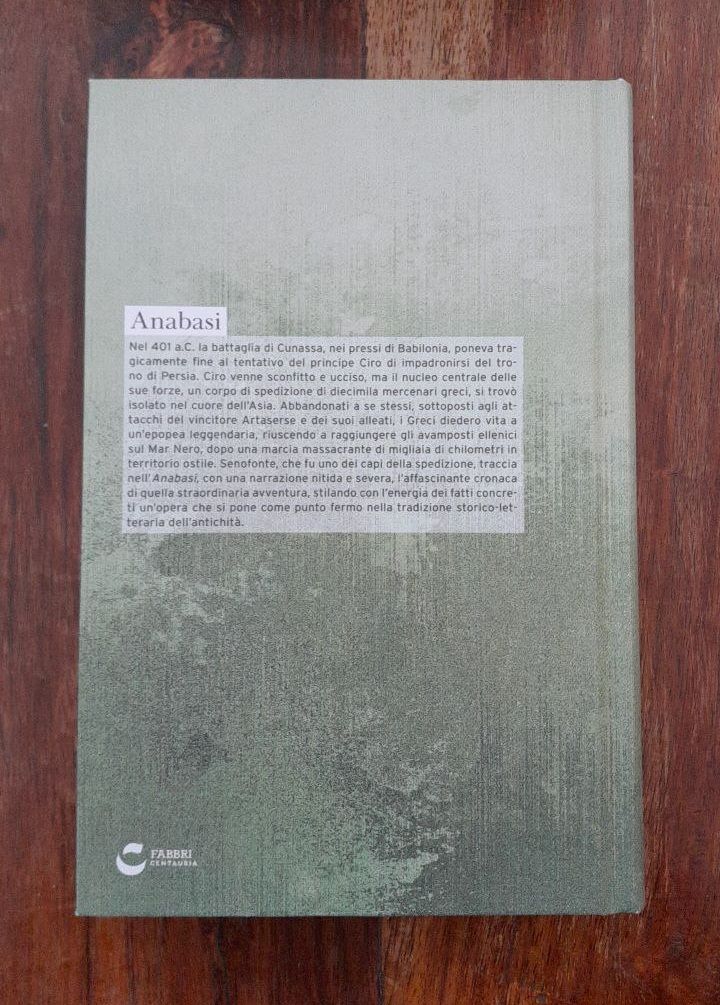 Anabasi
Nel 401 a.C. la battaglia di Cunassa, nei pressi di Babilonia, poneva tra-
gicamente fine al tentativo del principe Ciro di impadronirsi del tro-
no di Persia. Ciro venne sconfitto e ucciso, ma il nucleo centrale delle
sue forze, un corpo di spedizione di diecimila mercenari greci, si trovò
isolato nel cuore dell'Asia. Abbandonati a se stessi, sottoposti agli at-
tacchi del vincitore Artaserse e dei suoi alleati, i Greci diedero vita a
un'epopea leggendaria, riuscendo a raggiungere gli avamposti ellenici
sul Mar Nero, dopo una marcia massacrante di migliaia di chilometri in
territorio ostile. Senofonte, che fu uno dei capi della spedizione, traccia
nell'Anabasi, con una narrazione nitida e severa, l'affascinante cronaca
di quella straordinaria avventura, stilando con l'energia dei fatti concre-
ti un'opera che si pone come punto fermo nella tradizione storico-let-
teraria dell'antichità.
FABBRI
CENTAURIA